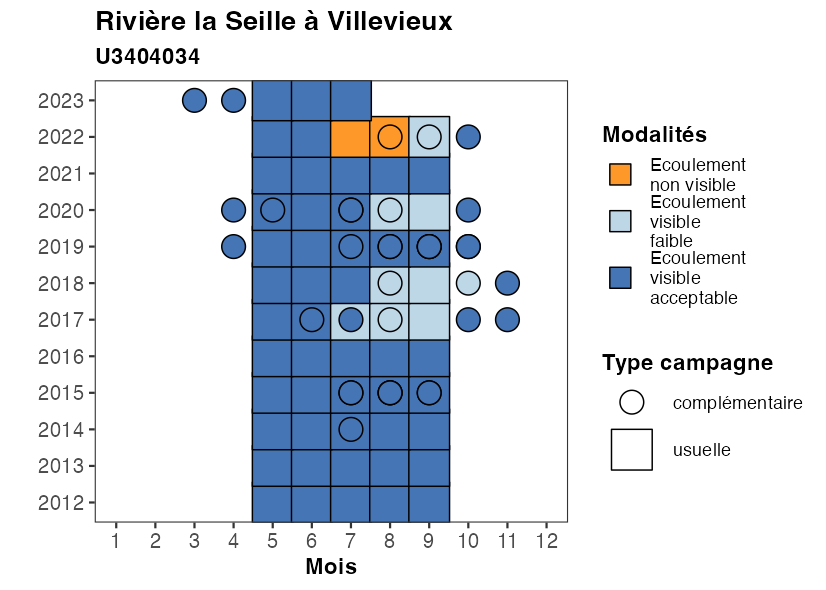 Rivière la Seille à Villevieux
U3404034
2023
2022
2021
2020
2019
2018
2017
2016
2015
2014
2013
2012
1 2 3 4 5 6 7 8 9 10 11 12
Mois
Modalités
Ecoulement
non visible
Ecoulement
visible
faible
Ecoulement
visible
acceptable
Type campagne
complémentaire
usuelle